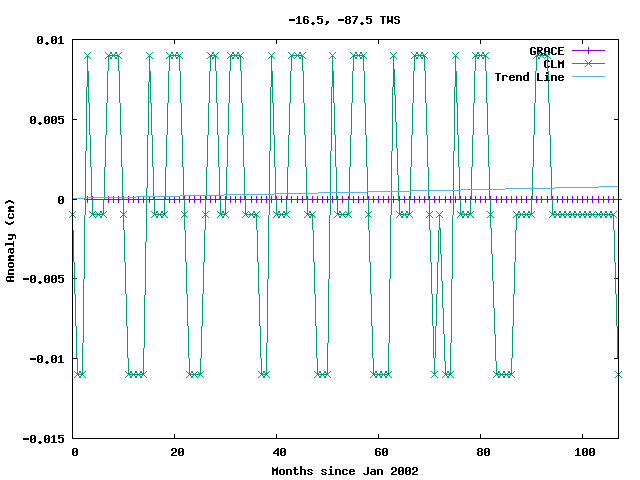 -16.5, -87.5 TWS
GRACE
CLM
Trend Line
0.01
0.005
0
-0.005
-0.01
-0.015
Anomaly (cm)
0 20 40 60 80 100
Months since Jan 2002